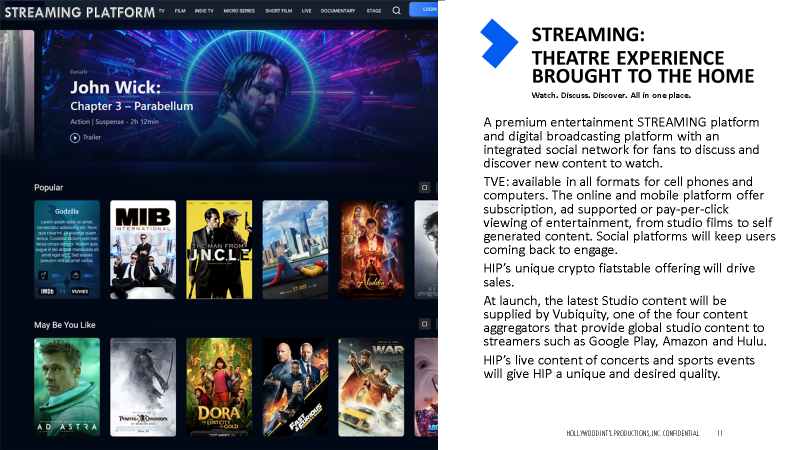 STREAMING PLATFORM
TV FILM INDIE TV MICRO SERIES SHORT FILM LIVE DOCUMENTARY STAGE LOGIN
Details
John Wick:
Chapter 3 – Parabellum
Action | Suspense - 2h 12min
Trailer
Popular
Godzilla
IMDb
MIB
INTERNATIONAL
THE MAN FROM
U.N.C.L.E
Aladdin
May Be You Like
AD ASTRA
PIRATES of the CARIBBEAN
DORA
AND THE
LOST CITY
OF GOLD
FAST &
FURIOUS
WAR
STREAMING:
THEATRE EXPERIENCE
BROUGHT TO THE HOME
Watch. Discuss. Discover. All in one place.
A premium entertainment STREAMING platform
and digital broadcasting platform with an
integrated social network for fans to discuss and
discover new content to watch.
TVE: available in all formats for cell phones and
computers. The online and mobile platform offer
subscription, ad supported or pay-per-click
viewing of entertainment, from studio films to self
generated content. Social platforms will keep users
coming back to engage.
HIP’s unique crypto fiatstable offering will drive
sales.
At launch, the latest Studio content will be
supplied by Vubiquity, one of the four content
aggregators that provide global studio content to
streamers such as Google Play, Amazon and Hulu.
HIP’s live content of concerts and sports events
will give HIP a unique and desired quality.
HOLLYWOOD INT'L PRODUCTIONS, INC. CONFIDENTIAL 11